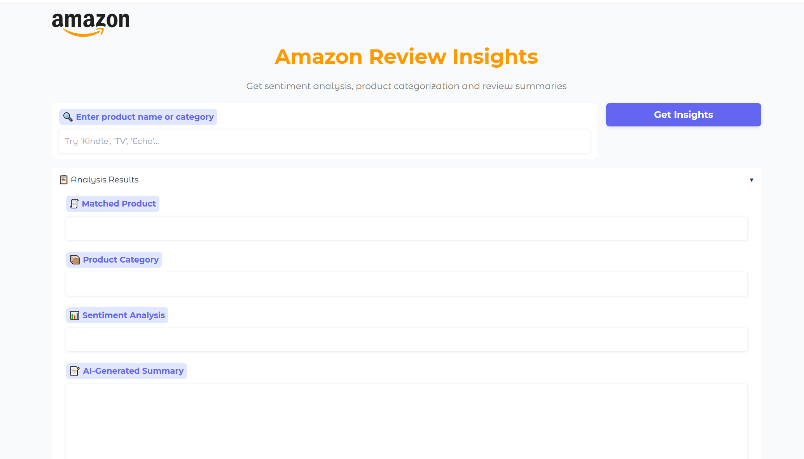 amazon
Amazon Review Insights
Get sentiment analysis, product categorization and review summaries
Enter product name or category
Get Insights
Try 'Kindle', 'TV', 'Echo'...
Analysis Results
Matched Product
Product Category
Sentiment Analysis
AI-Generated Summary